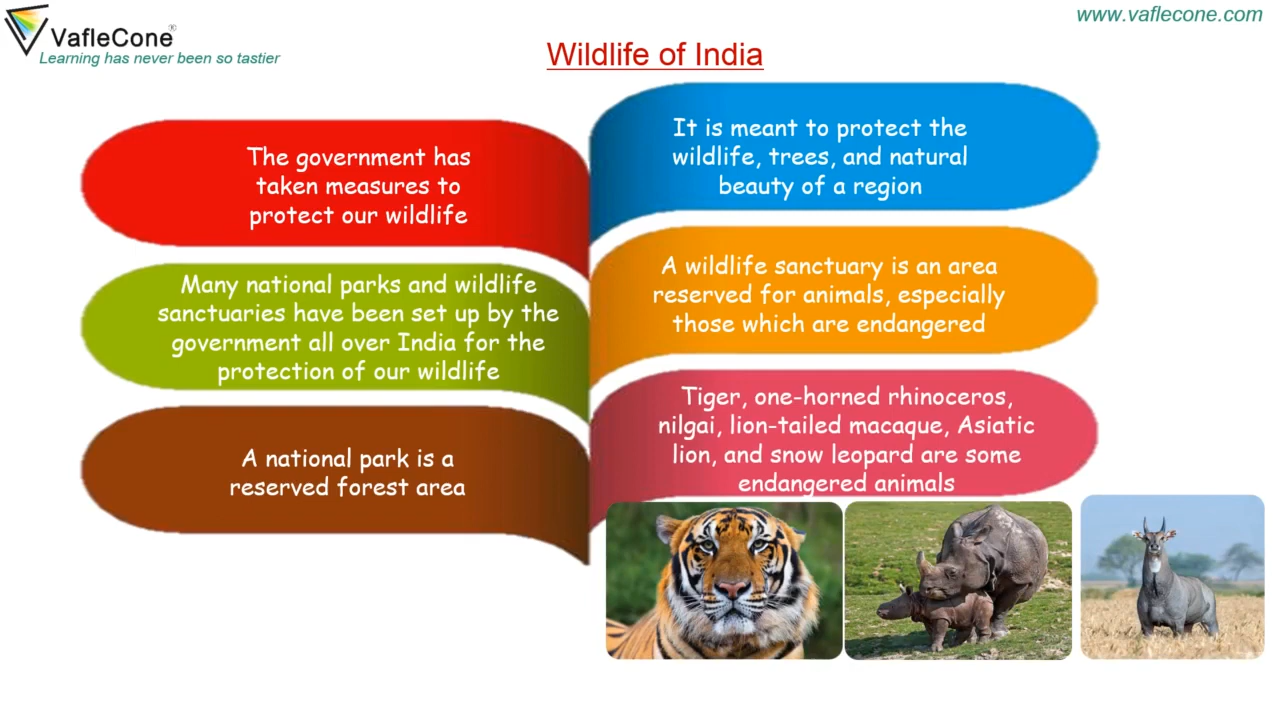 VafleCone®
Learning has never been so tastier
www.vaflecone.com
Wildlife of India
The government has
taken measures to
protect our wildlife
Many national parks and wildlife
sanctuaries have been set up by the
government all over India for the
protection of our wildlife
A national park is a
reserved forest area
It is meant to protect the
wildlife, trees, and natural
beauty of a region
A wildlife sanctuary is an area
reserved for animals, especially
those which are endangered
Tiger, one-horned rhinoceros,
nilgai, lion-tailed macaque, Asiatic
lion, and snow leopard are some
endangered animals